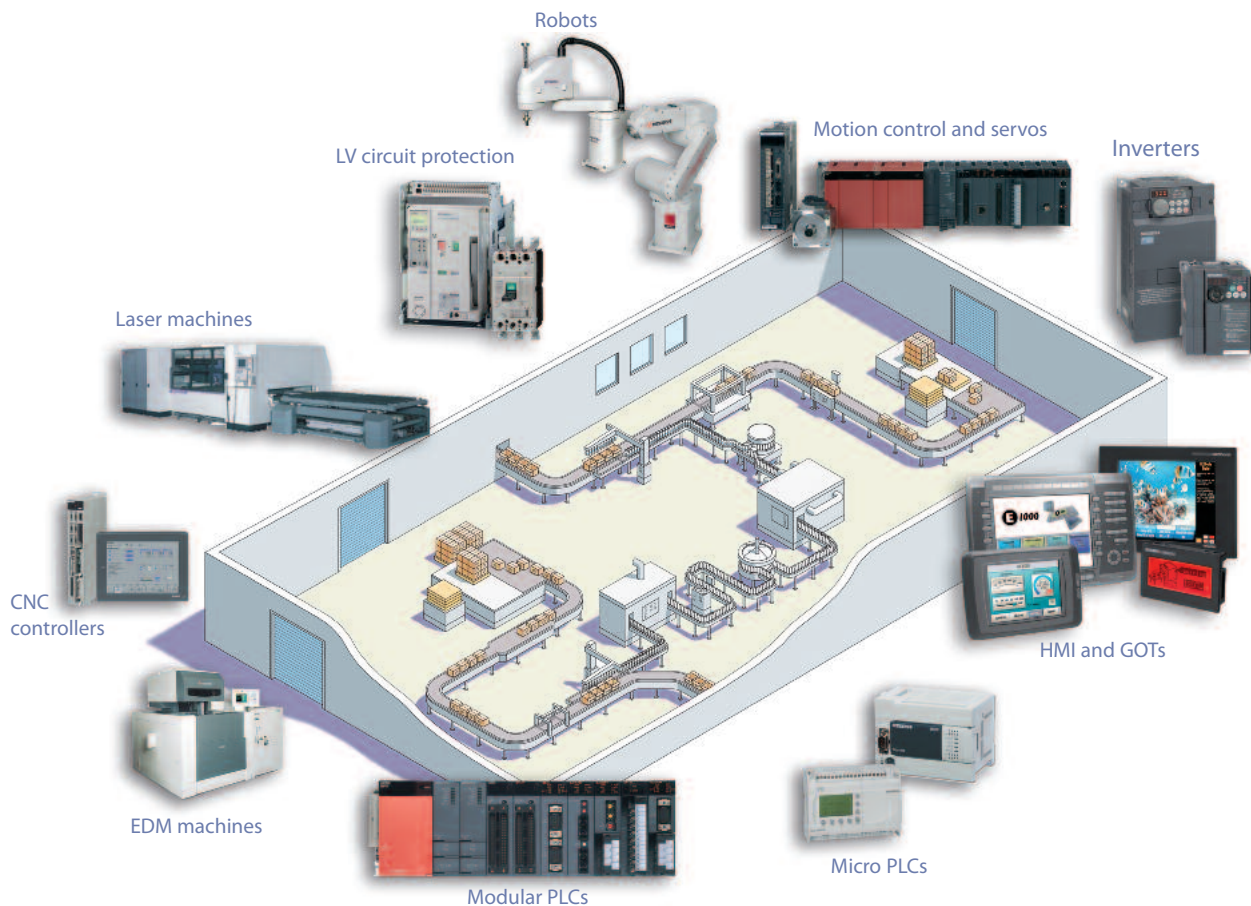 Robots
Motion control and servos
LV circuit protection
Inverters
Laser machines
CNC
controllers
E 1000
HMI and GOTs
EDM machines
Micro PLCs
Modular PLCs